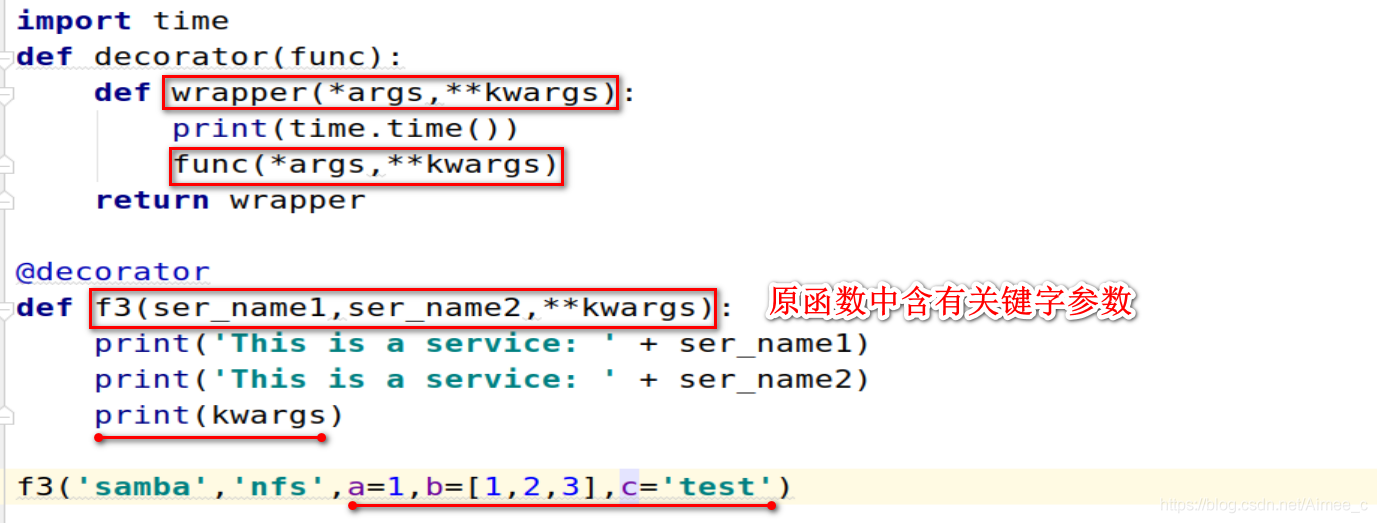 import time
def decorator(func):
    def wrapper(*args,**kwargs):
        print(time.time())
        func(*args,**kwargs)
    return wrapper
@decorator
def f3(ser_name1,ser_name2,**kwargs):
原函数中含有关键字参数
    print('This is a service: ' + ser_name1)
    print('This is a service: ' + ser_name2)
    print(kwargs)
f3('samba','nfs',a=1,b=[1,2,3],c='test')
https://blog.csdn.net/Aimee_c